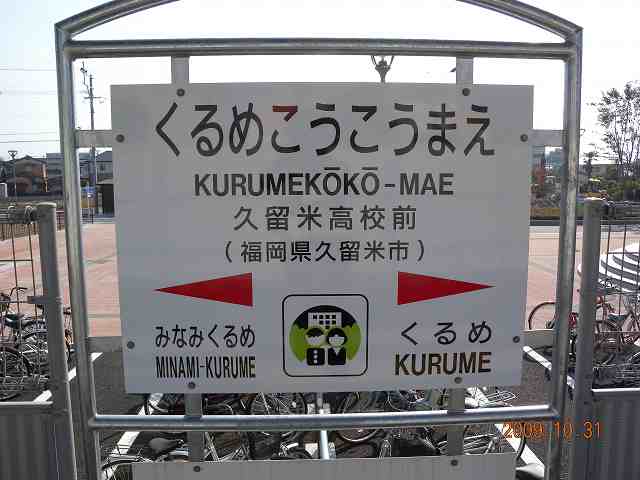 くるめこうこうまえ
KURUMEKŌKŌ-MAE
久留米高校前
（福岡県久留米市）
みなみくるめ くるめ
MINAMI-KURUME KURUME
2009 10 31